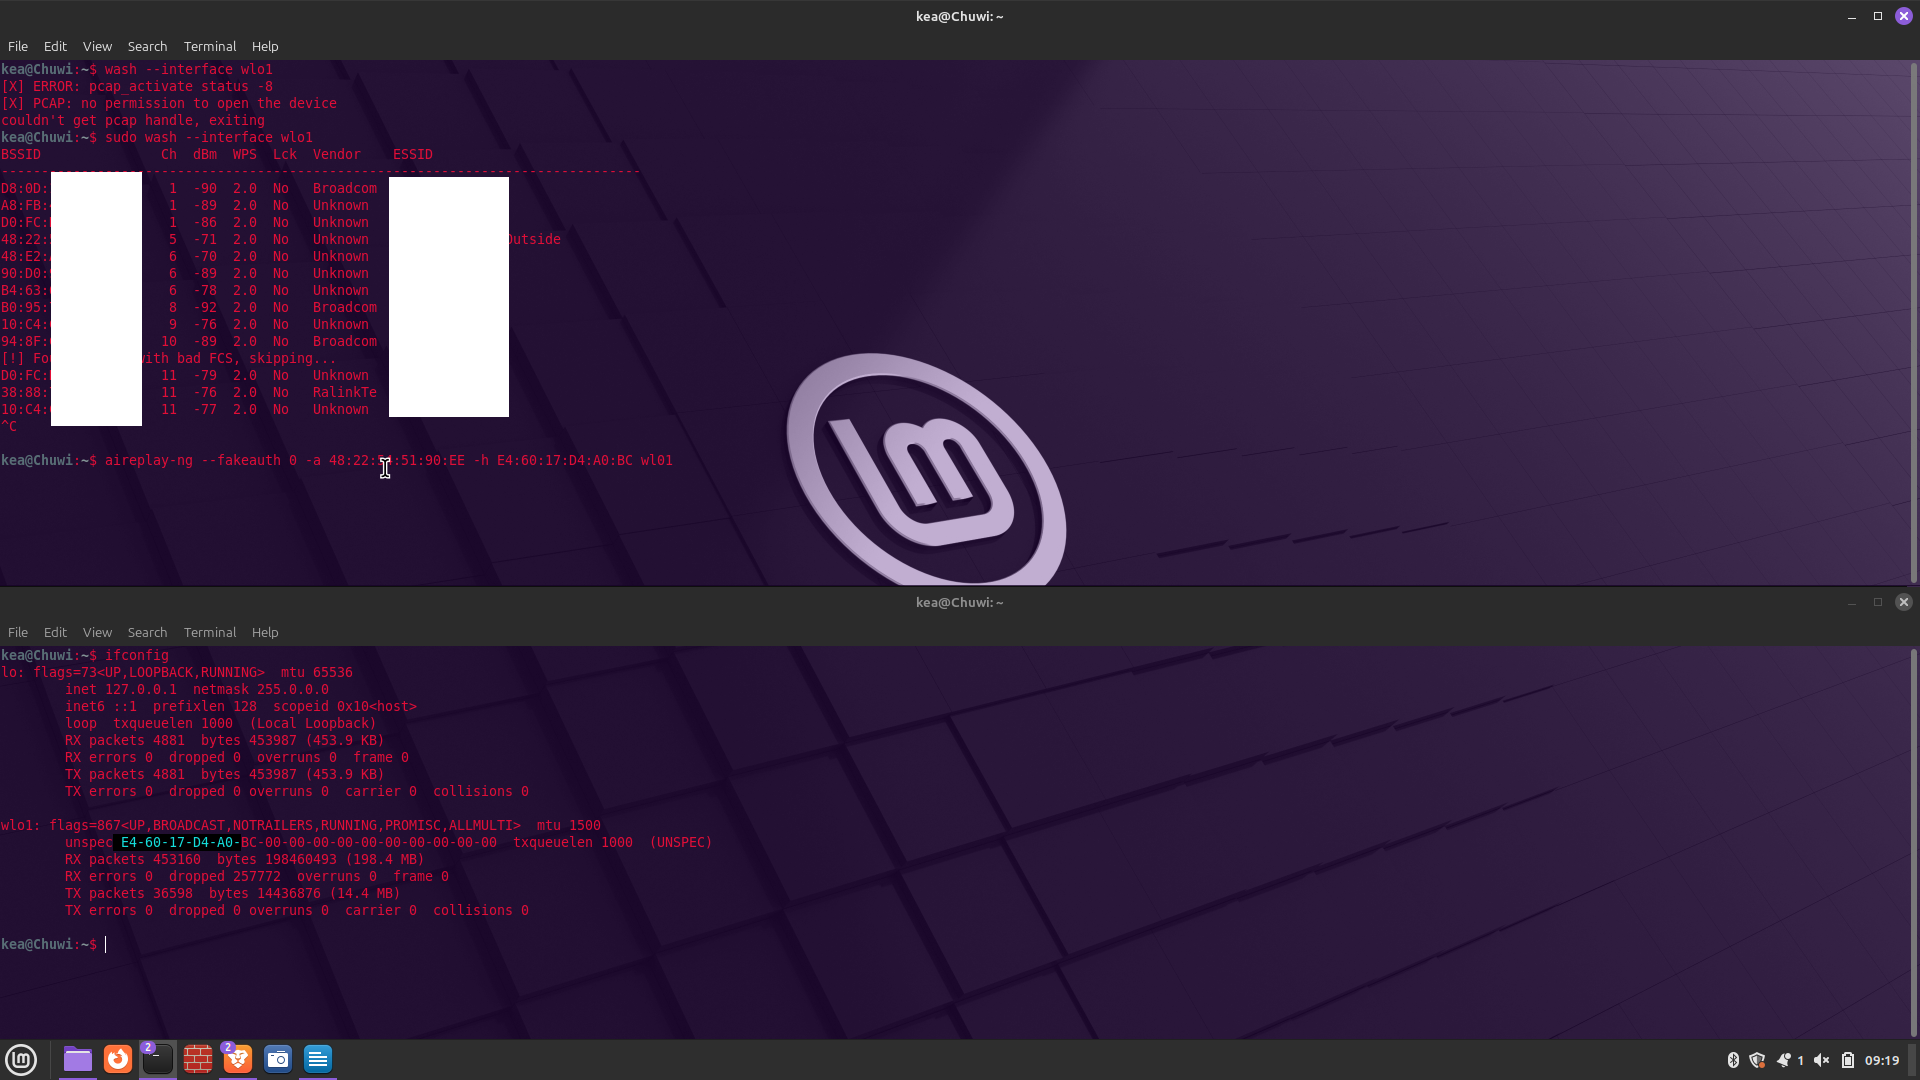 kea@Chuwi: ~
File Edit View Search Terminal Help
kea@Chuwi:~$ wash --interface wlo1
[X] ERROR: pcap_activate status -8
[X] PCAP: no permission to open the device
couldn't get pcap handle, exiting
kea@Chuwi:~$ sudo wash --interface wlo1
BSSID Ch dBm WPS Lck Vendor ESSID
--------------------------------------------------------------------------------
D8:0D: 1 -90 2.0 No Broadcom
A8:FB: 1 -89 2.0 No Unknown
D0:FC: 1 -86 2.0 No Unknown
48:22: 5 -71 2.0 No Unknown Outside
48:E2: 6 -70 2.0 No Unknown
90:D0: 6 -89 2.0 No Unknown
B4:63: 6 -78 2.0 No Unknown
B0:95: 8 -92 2.0 No Broadcom
10:C4: 9 -76 2.0 No Unknown
94:8F: 10 -89 2.0 No Broadcom
[!] Fo with bad FCS, skipping...
D0:FC: 11 -79 2.0 No Unknown
38:88: 11 -76 2.0 No RalinkTe
10:C4: 11 -77 2.0 No Unknown
^C
kea@Chuwi:~$ aireplay-ng --fakeauth 0 -a 48:22: :51:90:EE -h E4:60:17:D4:A0:BC wl01
kea@Chuwi: ~
File Edit View Search Terminal Help
kea@Chuwi:~$ ifconfig
lo: flags=73<UP,LOOPBACK,RUNNING> mtu 65536
inet 127.0.0.1 netmask 255.0.0.0
inet6 ::1 prefixlen 128 scopeid 0x10<host>
loop txqueuelen 1000 (Local Loopback)
RX packets 4881 bytes 453987 (453.9 KB)
RX errors 0 dropped 0 overruns 0 frame 0
TX packets 4881 bytes 453987 (453.9 KB)
TX errors 0 dropped 0 overruns 0 carrier 0 collisions 0
wlo1: flags=867<UP,BROADCAST,NOTRAILERS,RUNNING,PROMISC,ALLMULTI> mtu 1500
unspec E4-60-17-D4-A0-BC-00-00-00-00-00-00-00-00-00-00 txqueuelen 1000 (UNSPEC)
RX packets 453160 bytes 198460493 (198.4 MB)
RX errors 0 dropped 257772 overruns 0 frame 0
TX packets 36598 bytes 14436876 (14.4 MB)
TX errors 0 dropped 0 overruns 0 carrier 0 collisions 0
kea@Chuwi:~$
2 2 1 09:19